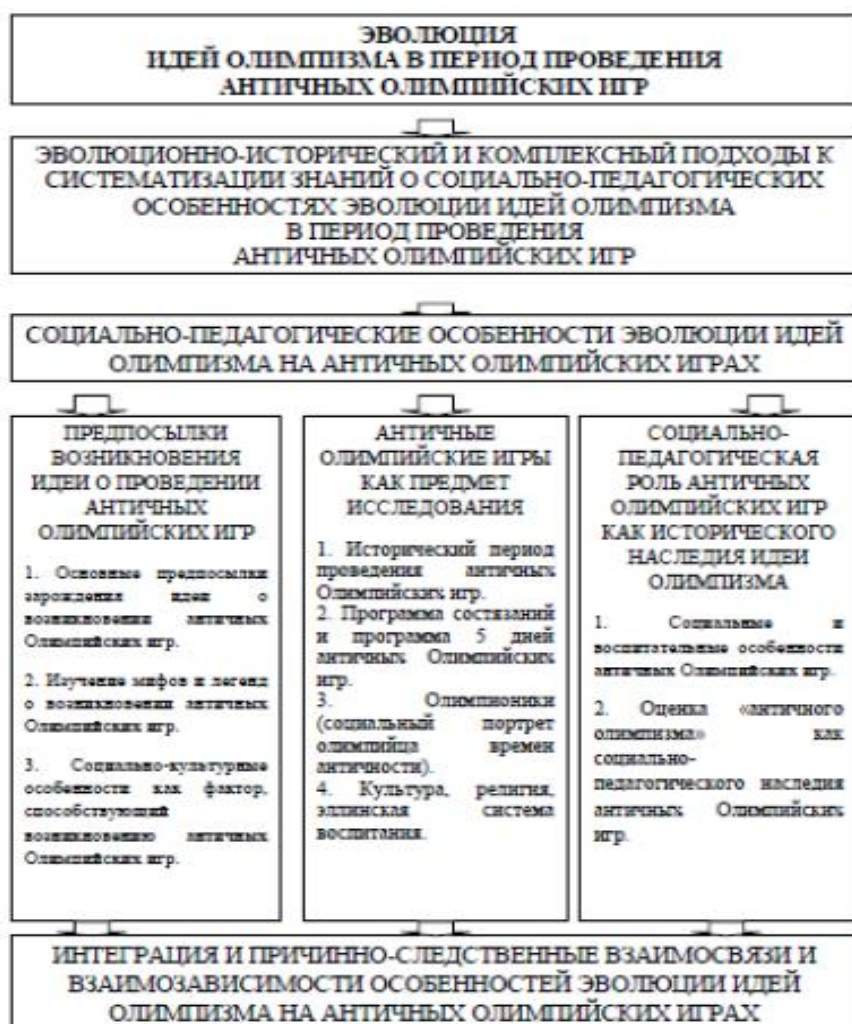 ЭВОЛЮЦИЯ
ИДЕЙ ОЛИМПИЗМА В ПЕРИОД ПРОВЕДЕНИЯ
АНТИЧНЫХ ОЛИМПИЙСКИХ ИГР
ЭВОЛЮЦИОННО-ИСТОРИЧЕСКИЙ И КОМПЛЕКСНЫЙ ПОДХОДЫ К
СИСТЕМАТИЗАЦИИ ЗНАНИЙ О СОЦИАЛЬНО-ПЕДАГОГИЧЕСКИХ
ОСОБЕННОСТЯХ ЭВОЛЮЦИИ ИДЕЙ ОЛИМПИЗМА
В ПЕРИОД ПРОВЕДЕНИЯ
АНТИЧНЫХ ОЛИМПИЙСКИХ ИГР
СОЦИАЛЬНО-ПЕДАГОГИЧЕСКИЕ ОСОБЕННОСТИ ЭВОЛЮЦИИ ИДЕЙ
ОЛИМПИЗМА НА АНТИЧНЫХ ОЛИМПИЙСКИХ ИГРАХ
ПРЕДПОСЫЛКИ
ВОЗНИКНОВЕНИЯ
ИДЕИ О ПРОВЕДЕНИИ
АНТИЧНЫХ
ОЛИМПИЙСКИХ ИГР
1. Основные предпосылки
зарождения идеи о
возникновении античных
Олимпийских игр.
2. Изучение мифов и легенд
о возникновении античных
Олимпийских игр.
3. Социально-культурные
особенности как фактор,
способствующий
возникновению античных
Олимпийских игр.
АНТИЧНЫЕ
ОЛИМПИЙСКИЕ ИГРЫ
КАК ПРЕДМЕТ
ИССЛЕДОВАНИЯ
1. Исторический период
проведения античных
Олимпийских игр.
2. Программа состязаний
и программа 5 дней
античных Олимпийских
игр.
3. Олимпионики
(социальный портрет
олимпийца времен
античности).
4. Культура, религия,
эллинская система
воспитания.
СОЦИАЛЬНО-
ПЕДАГОГИЧЕСКАЯ
РОЛЬ АНТИЧНЫХ
ОЛИМПИЙСКИХ ИГР
КАК ИСТОРИЧЕСКОГО
НАСЛЕДИЯ ИДЕИ
ОЛИМПИЗМА
1. Социальные и
воспитательные особенности
античных Олимпийских игр.
2. Оценка «античного
олимпизма» как
социально-
педагогического наследия
античных Олимпийских
игр.
ИНТЕГРАЦИЯ И ПРИЧИННО-СЛЕДСТВЕННЫЕ ВЗАИМОСВЯЗИ И
ВЗАИМОЗАВИСИМОСТИ ОСОБЕННОСТЕЙ ЭВОЛЮЦИИ ИДЕЙ
ОЛИМПИЗМА НА АНТИЧНЫХ ОЛИМПИЙСКИХ ИГРАХ